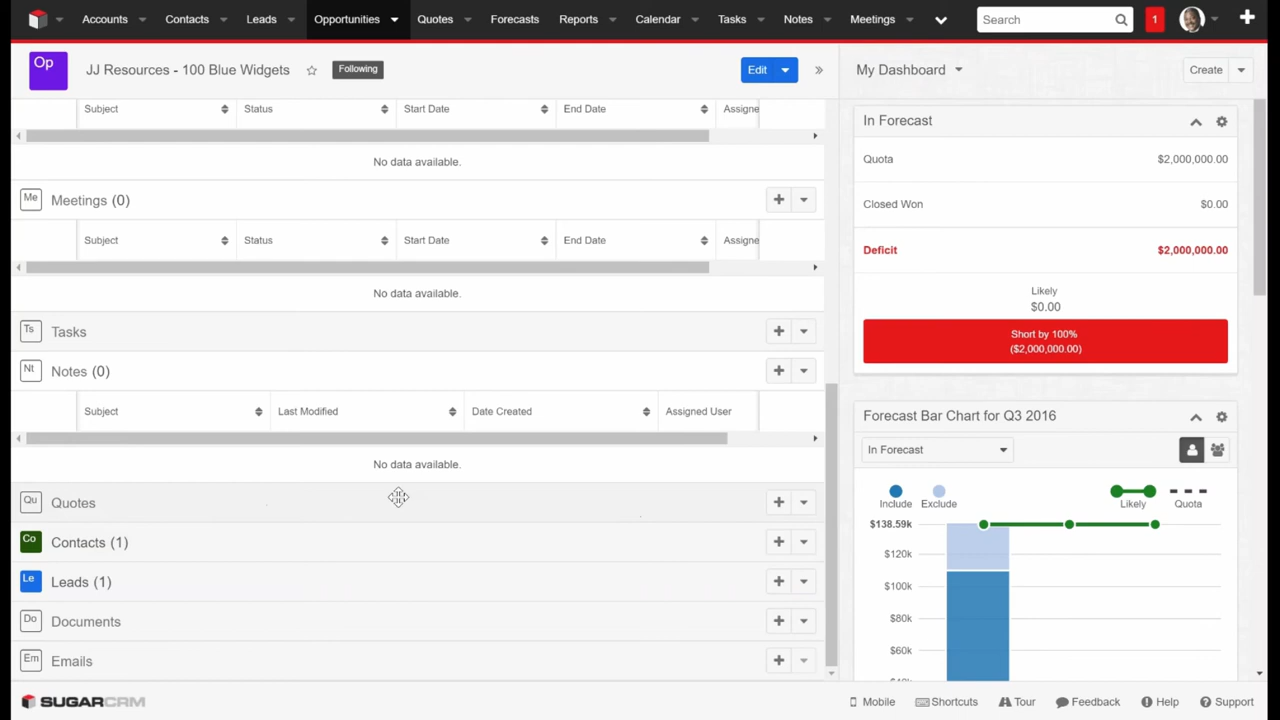 Accounts Contacts Leads Opportunities Quotes Forecasts Reports Calendar Tasks Notes Meetings Search 1
Op JJ Resources - 100 Blue Widgets Following Edit
Subject Status Start Date End Date Assigne
No data available.
Me Meetings (0)
Subject Status Start Date End Date Assigne
No data available.
Ts Tasks
Nt Notes (0)
Subject Last Modified Date Created Assigned User
No data available.
Qu Quotes
Co Contacts (1)
Le Leads (1)
Do Documents
Em Emails
My Dashboard Create
In Forecast
Quota $2,000,000.00
Closed Won $0.00
Deficit $2,000,000.00
Likely
$0.00
Short by 100%
($2,000,000.00)
Forecast Bar Chart for Q3 2016
In Forecast
Include Exclude Likely Quota
$138.59k
$120k
$100k
$80k
$60k
SUGARCRM Mobile Shortcuts Tour Feedback Help Support